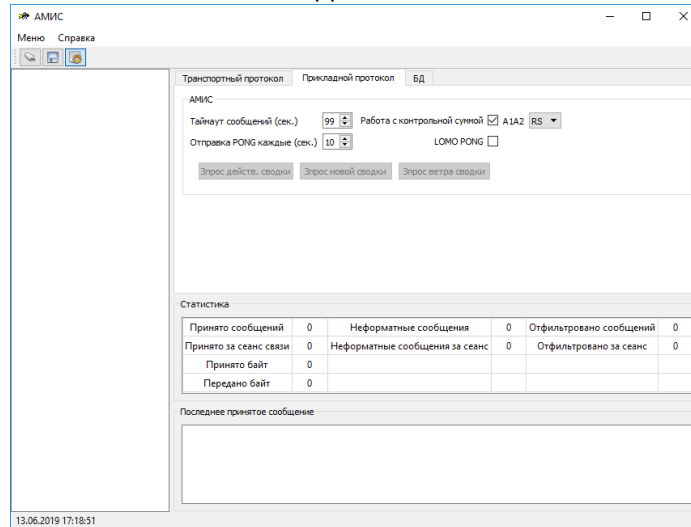 АМИС
Меню Справка
Транспортный протокол Прикладной протокол БД
АМИС
Таймаут сообщений (сек.) 99 Работа с контрольной суммой A1A2 RS
Отправка PONG каждые (сек.) 10 LOMO PONG
Зпрос действ. сводки Зпрос новой сводки Зпрос ветра сводки
Статистика
Принято сообщений 0 Неформатные сообщения 0 Отфильтровано сообщений 0
Принято за сеанс связи 0 Неформатные сообщения за сеанс 0 Отфильтровано за сеанс 0
Принято байт 0
Передано байт 0
Последнее принятое сообщение
13.06.2019 17:18:51